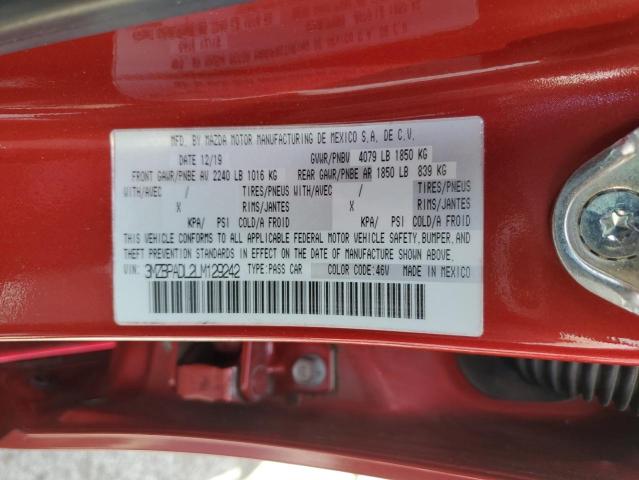 MFD. BY MAZDA MOTOR MANUFACTURING DE MEXICO S.A. DE C.V.
DATE 12/19 GVWR/PNBV 4079 LB 1850 KG
FRONT GAWR/PNBE AV 2240 LB 1016 KG REAR GAWR/PNBE AR 1850 LB 839 KG
WITH/AVEC / TIRES/PNEUS WITH/AVEC / TIRES/PNEUS
X RIMS/JANTES X RIMS/JANTES
KPA/ PSI COLD/A FROID KPA/ PSI COLD/A FROID
THIS VEHICLE CONFORMS TO ALL APPLICABLE FEDERAL MOTOR VEHICLE SAFETY, BUMPER, AND
THEFT PREVENTION STANDARDS IN EFFECT ON THE DATE OF MANUFACTURE SHOWN ABOVE.
VIN: 3MZBPADL2LM129242 TYPE:PASS CAR COLOR CODE:46V MADE IN MEXICO